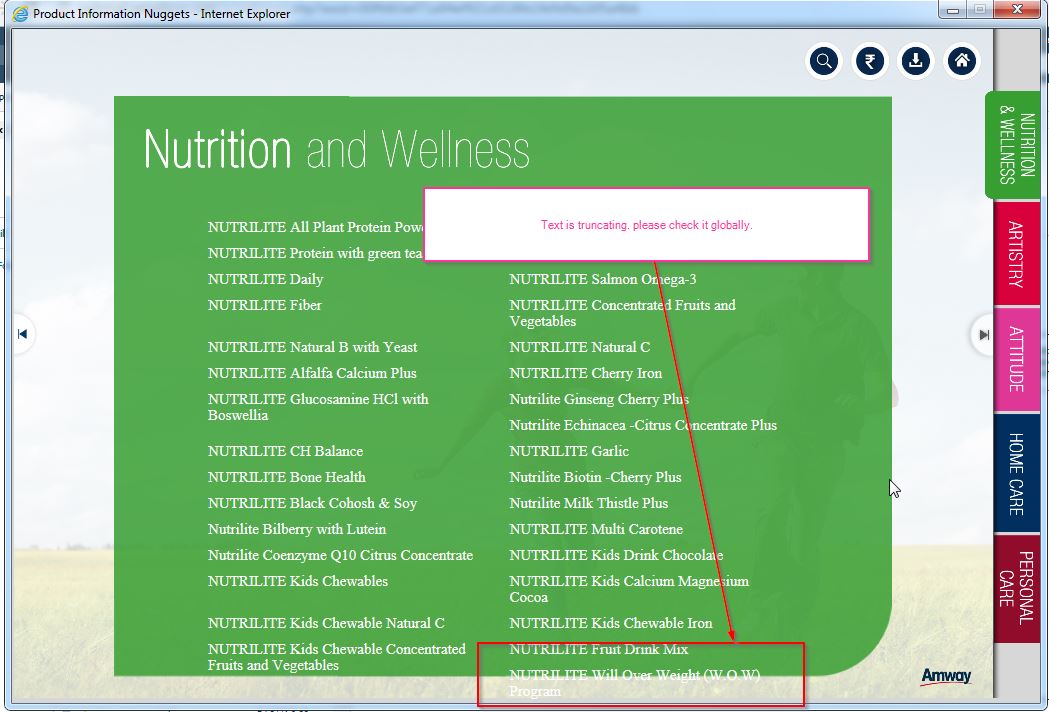 Product Information Nuggets - Internet Explorer
Nutrition and Wellness
Text is truncating. please check it globally.
NUTRILITE All Plant Protein
NUTRILITE Protein with green tea
NUTRILITE Daily
NUTRILITE Salmon Omega-3
NUTRILITE Fiber
NUTRILITE Concentrated Fruits and
Vegetables
NUTRILITE Natural B with Yeast
NUTRILITE Natural C
NUTRILITE Alfalfa Calcium Plus
NUTRILITE Cherry Iron
NUTRILITE Glucosamine HCl with
Boswellia
Nutrilite Ginseng Cherry Plus
Nutrilite Echinacea -Citrus Concentrate Plus
NUTRILITE CH Balance
NUTRILITE Garlic
NUTRILITE Bone Health
Nutrilite Biotin -Cherry Plus
NUTRILITE Black Cohosh & Soy
Nutrilite Milk Thistle Plus
Nutrilite Bilberry with Lutein
NUTRILITE Multi Carotene
Nutrilite Coenzyme Q10 Citrus Concentrate
NUTRILITE Kids Drink Chocolate
NUTRILITE Kids Chewables
NUTRILITE Kids Calcium Magnesium
Cocoa
NUTRILITE Kids Chewable Natural C
NUTRILITE Kids Chewable Iron
NUTRILITE Kids Chewable Concentrated
Fruits and Vegetables
NUTRILITE Fruit Drink Mix
NUTRILITE Will Over Weight (W.O.W)
Program
NUTRITION
& WELLNESS
ARTISTRY
ATTITUDE
HOME CARE
PERSONAL
CARE
Amway